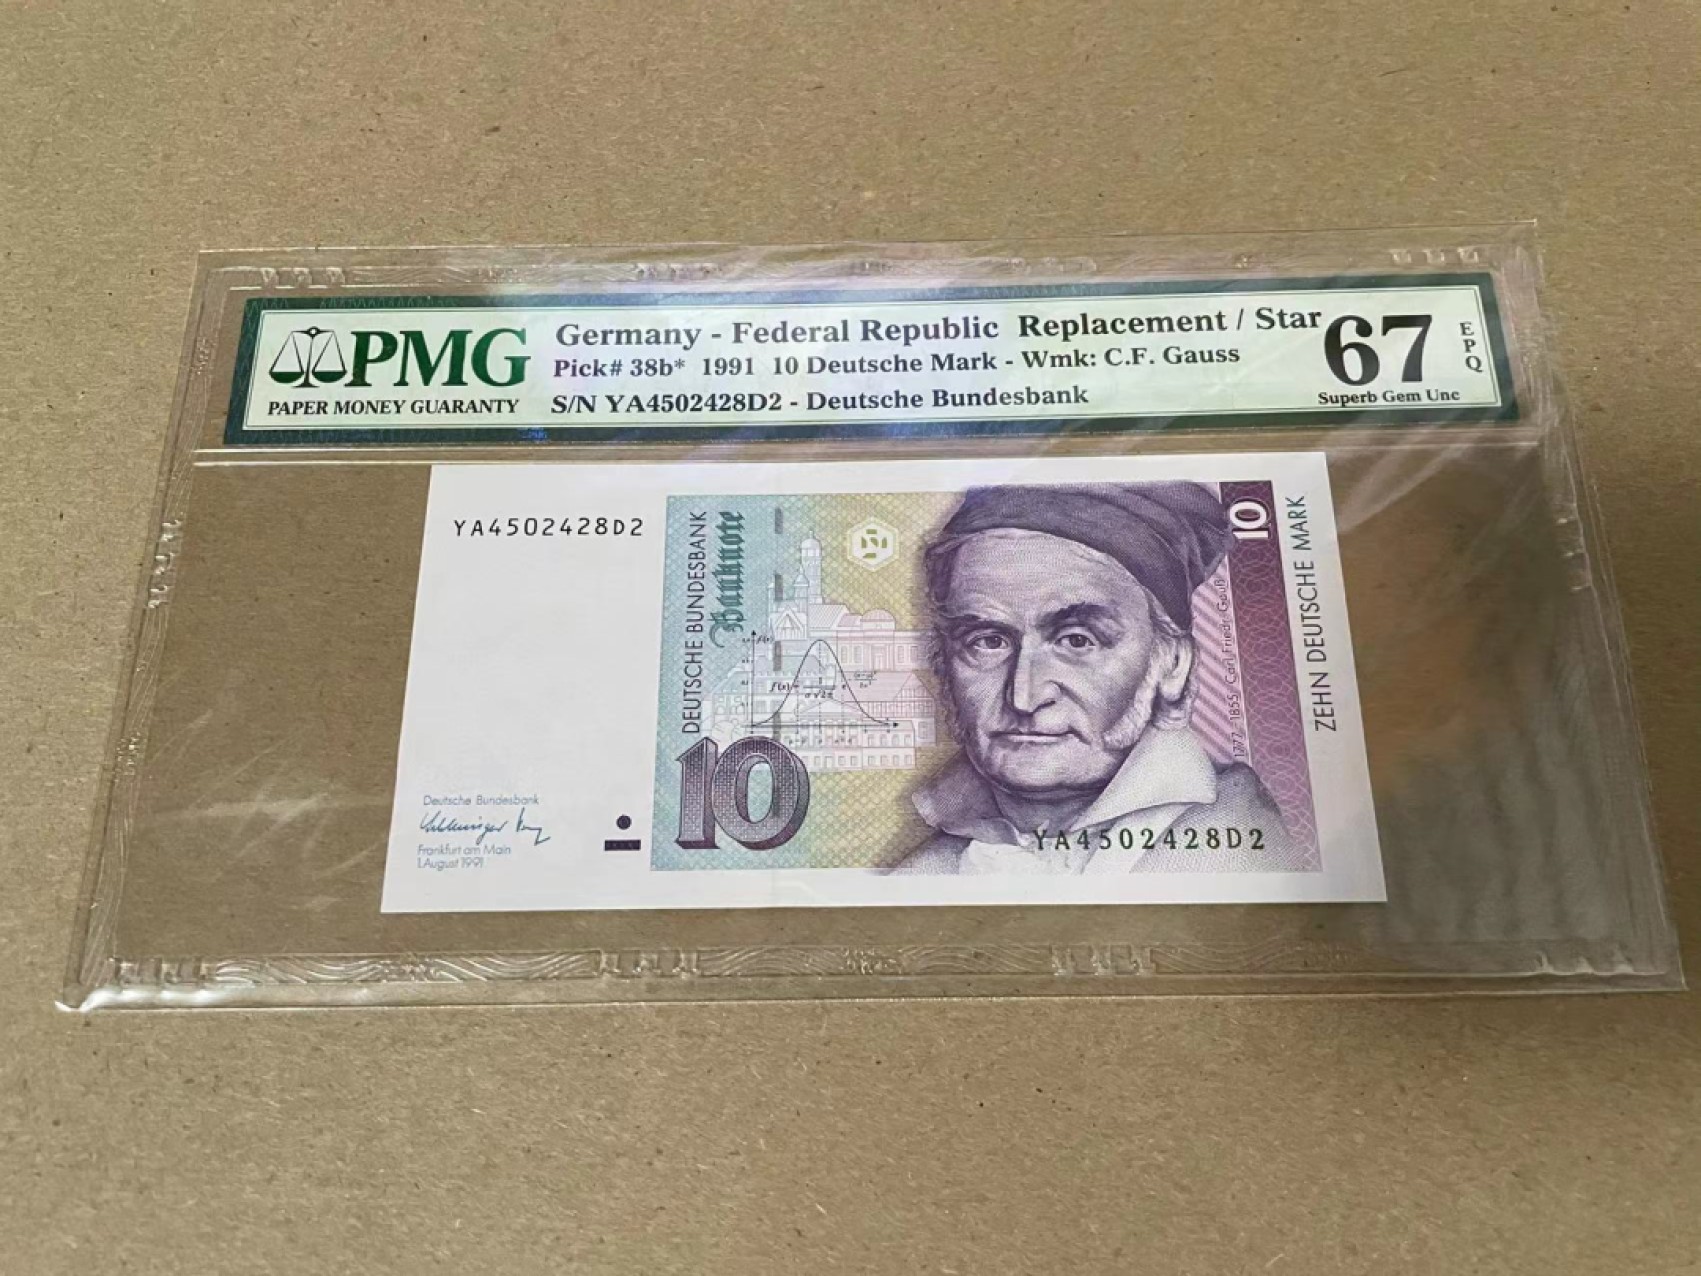 PMG
PAPER MONEY GUARANTY
Germany - Federal Republic Replacement / Star
Pick# 38b* 1991 10 Deutsche Mark - Wmk: C.F. Gauss
S/N YA4502428D2 - Deutsche Bundesbank
67
EPQ
Superb Gem Unc
YA4502428D2
DEUTSCHE BUNDESBANK
Banknote
10
10
ZEHN DEUTSCHE MARK
1777-1855 Carl Friedr. Gauß
Deutsche Bundesbank
Frankfurt am Main
1. August 1991
YA4502428D2